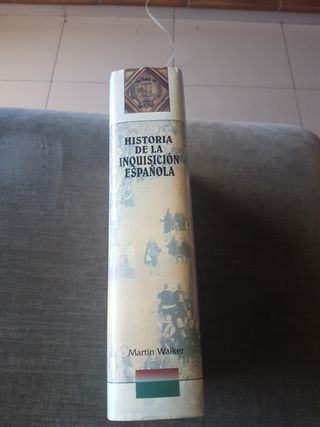 HISTORIA
DE LA
INQUISICIÓN
ESPAÑOLA
Martin Walker